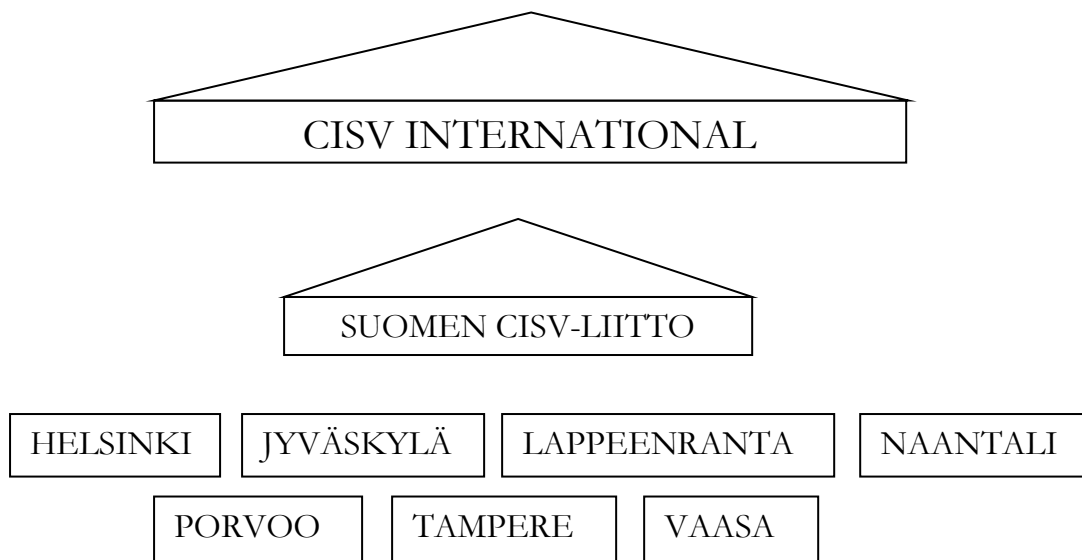 CISV INTERNATIONAL
SUOMEN CISV-LIITTO
HELSINKI JYVÄSKYLÄ LAPPEENRANTA NAANTALI
PORVOO TAMPERE VAASA